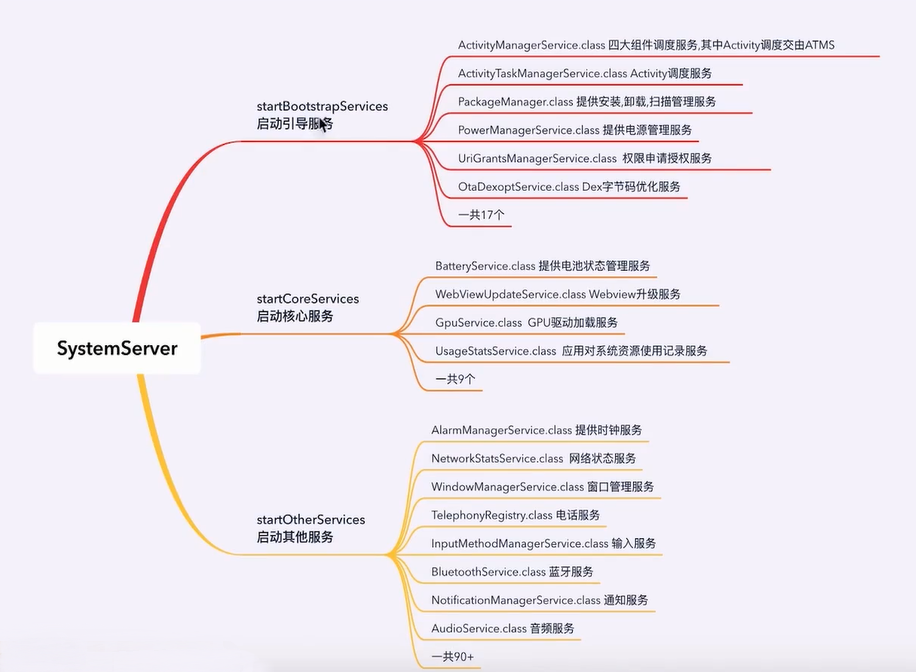 SystemServer
startBootstrapServices
启动引导服务
ActivityManagerService.class 四大组件调度服务,其中Activity调度交由ATMS
ActivityTaskManagerService.class Activity调度服务
PackageManager.class 提供安装,卸载,扫描管理服务
PowerManagerService.class 提供电源管理服务
UriGrantsManagerService.class 权限申请授权服务
OtaDexoptService.class Dex字节码优化服务
一共17个
startCoreServices
启动核心服务
BatteryService.class 提供电池状态管理服务
WebViewUpdateService.class Webview升级服务
GpuService.class GPU驱动加载服务
UsageStatsService.class 应用对系统资源使用记录服务
一共9个
startOtherServices
启动其他服务
AlarmManagerService.class 提供时钟服务
NetworkStatsService.class 网络状态服务
WindowManagerService.class 窗口管理服务
TelephonyRegistry.class 电话服务
InputMethodManagerService.class 输入服务
BluetoothService.class 蓝牙服务
NotificationManagerService.class 通知服务
AudioService.class 音频服务
一共90+